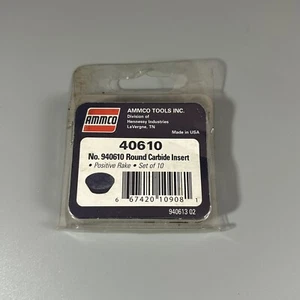 AMMCO
AMMCO TOOLS INC.
Division of
Hennessy Industries
LaVergne, TN
Made in USA
40610
No. 940610 Round Carbide Insert
• Positive Rake • Set of 10
6 67420 10908 1
940613 02